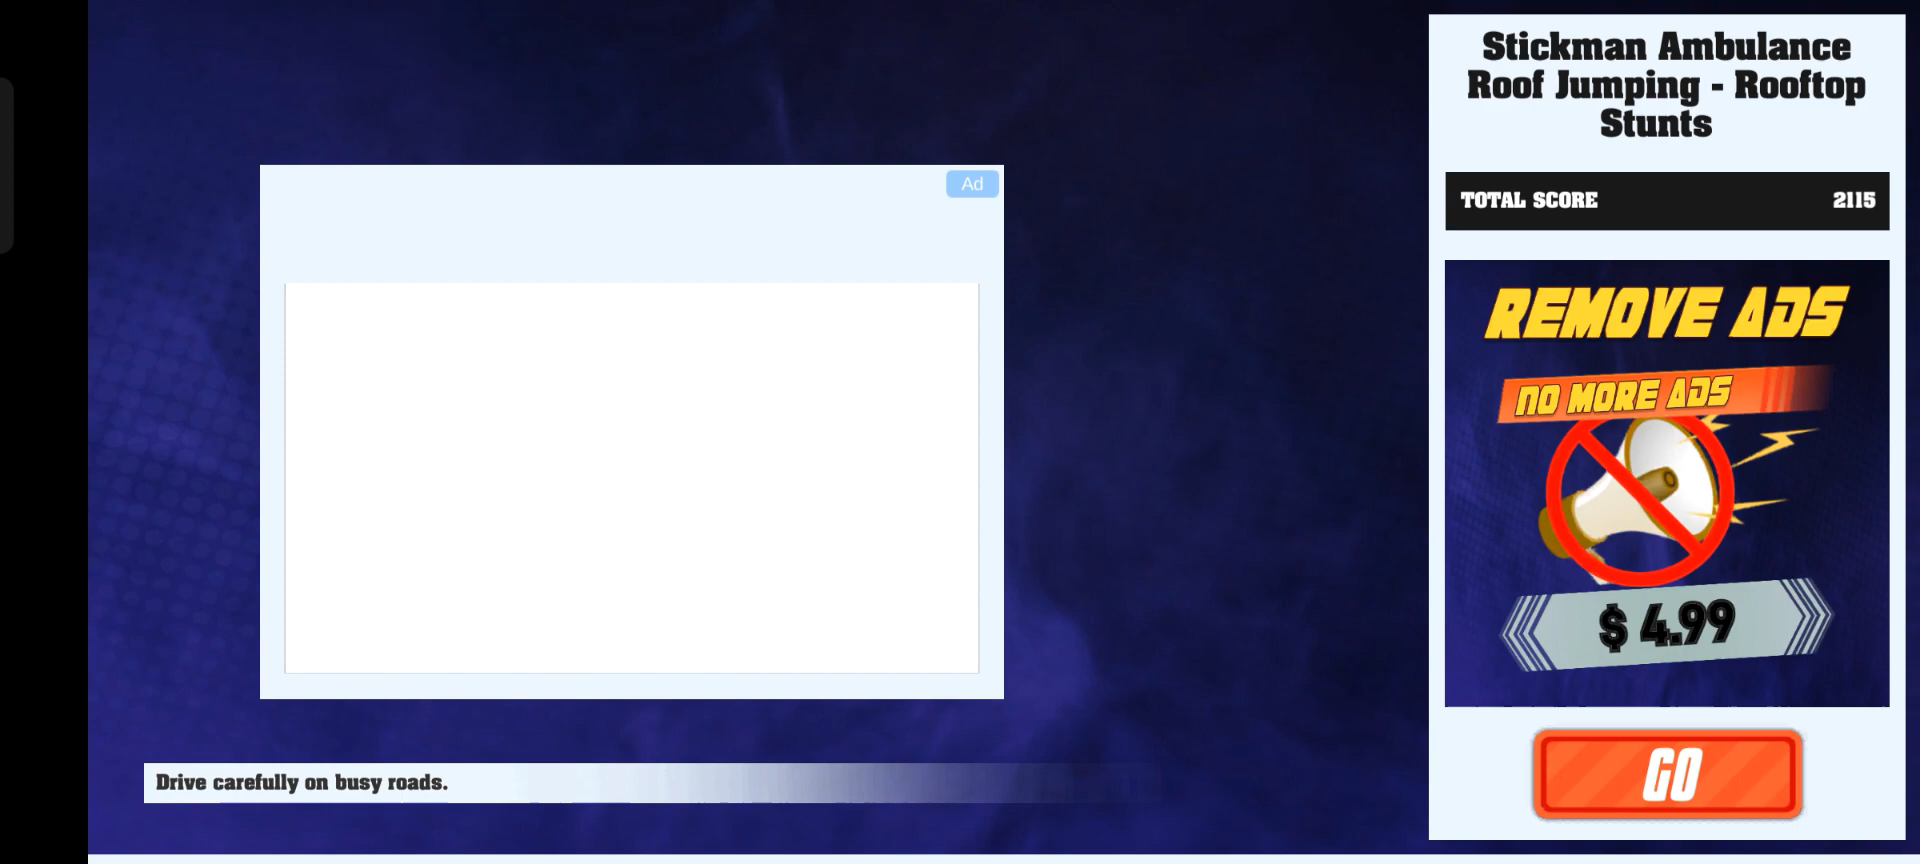 Ad
Drive carefully on busy roads.
Stickman Ambulance
Roof Jumping - Rooftop
Stunts
TOTAL SCORE 2115
REMOVE ADS
NO MORE ADS
$ 4.99
GO